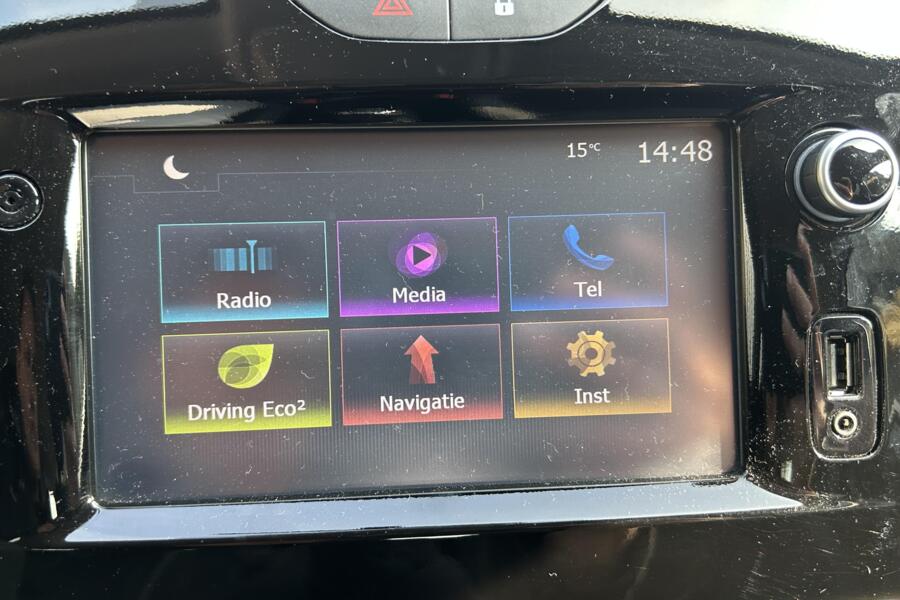 15°C 14:48
Radio Media Tel
Driving Eco² Navigatie Inst